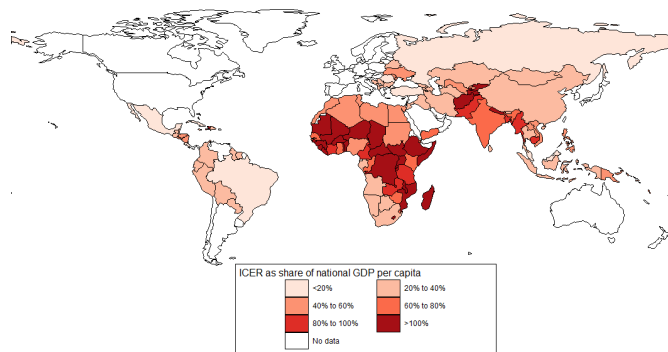 ICER as share of national GDP per capita
<20% 20% to 40%
40% to 60% 60% to 80%
80% to 100% >100%
No data